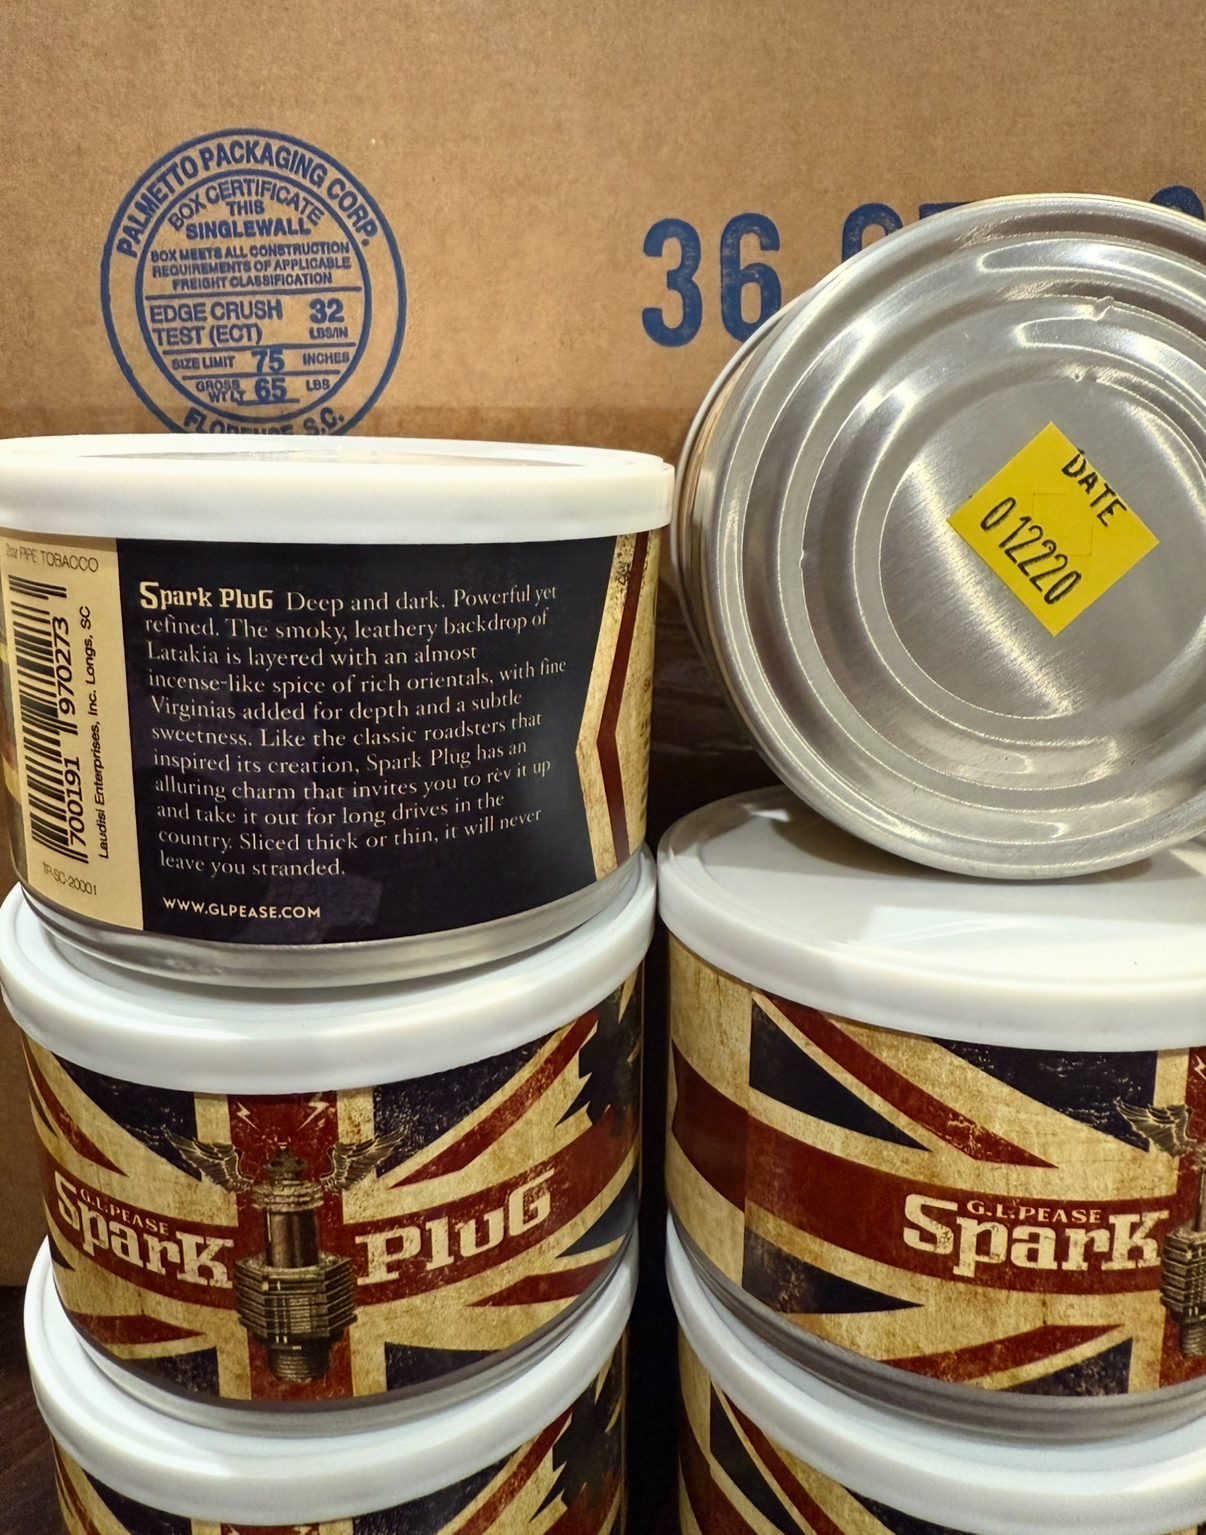 PALMETTO PACKAGING CORP.
BOX CERTIFICATE
THIS
SINGLEWALL
BOX MEETS ALL CONSTRUCTION
REQUIREMENTS OF APPLICABLE
FREIGHT CLASSIFICATION
EDGE CRUSH 32
TEST (ECT) LBS/IN
SIZE LIMIT 75 INCHES
GROSS WT LT 65 LBS
FLORENCE, S.C.
36
DATE
012220
2oz PIPE TOBACCO
7 00191 970273
Laudisi Enterprises, Inc. Longs, SC
TP-SC-20001
Spark PluG Deep and dark. Powerful yet
refined. The smoky, leathery backdrop of
Latakia is layered with an almost
incense-like spice of rich orientals, with fine
Virginias added for depth and a subtle
sweetness. Like the classic roadsters that
inspired its creation, Spark Plug has an
alluring charm that invites you to rev it up
and take it out for long drives in the
country. Sliced thick or thin, it will never
leave you stranded.
WWW.GLPEASE.COM
G.L.PEASE
Spark PluG
G.L.PEASE
Spark